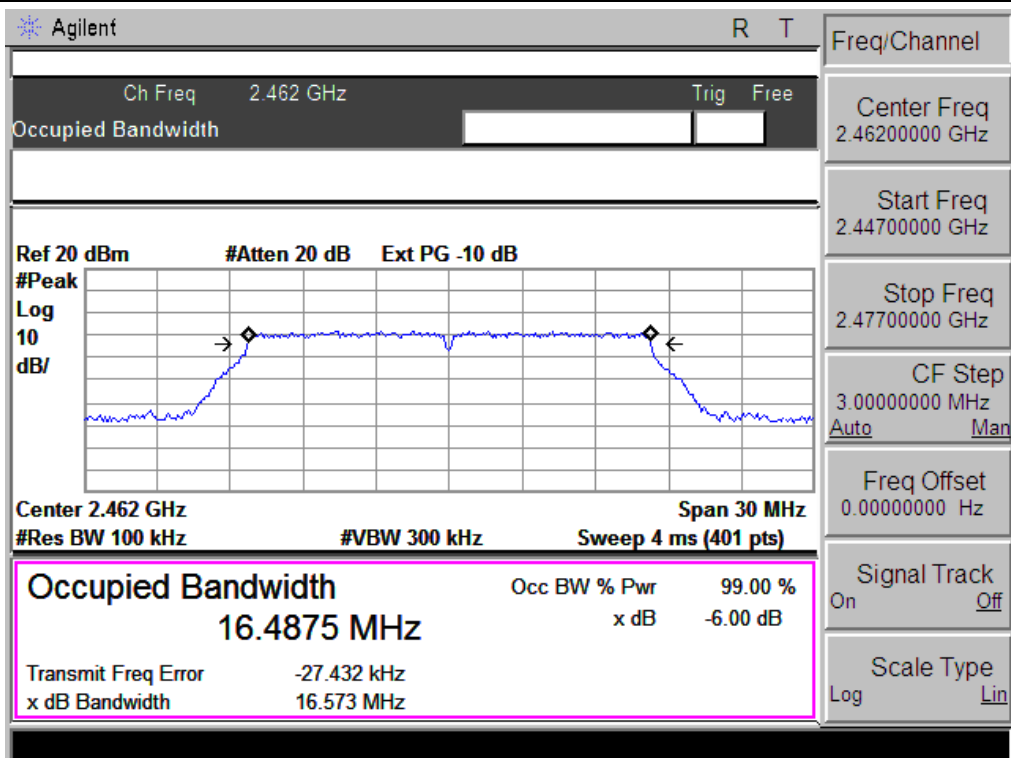 Agilent R T
Ch Freq 2.462 GHz Trig Free
Occupied Bandwidth
Ref 20 dBm #Atten 20 dB Ext PG -10 dB
#Peak
Log
10
dB/
Center 2.462 GHz Span 30 MHz
#Res BW 100 kHz #VBW 300 kHz Sweep 4 ms (401 pts)
Occupied Bandwidth Occ BW % Pwr 99.00 %
16.4875 MHz x dB -6.00 dB
Transmit Freq Error -27.432 kHz
x dB Bandwidth 16.573 MHz
Freq/Channel
Center Freq
2.46200000 GHz
Start Freq
2.44700000 GHz
Stop Freq
2.47700000 GHz
CF Step
3.00000000 MHz
Auto Man
Freq Offset
0.00000000 Hz
Signal Track
On Off
Scale Type
Log Lin